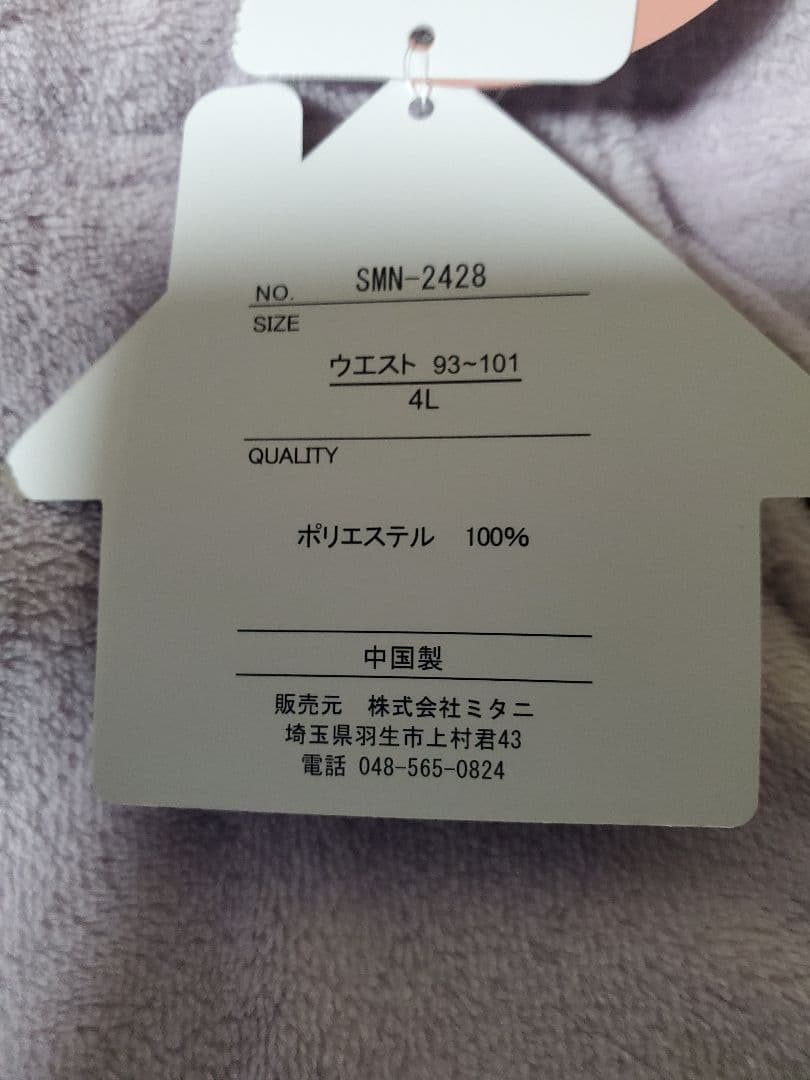 NO. SMN-2428
SIZE
ウエスト 93~101
4L
QUALITY
ポリエステル 100%
中国製
販売元 株式会社ミタニ
埼玉県羽生市上村君43
電話 048-565-0824